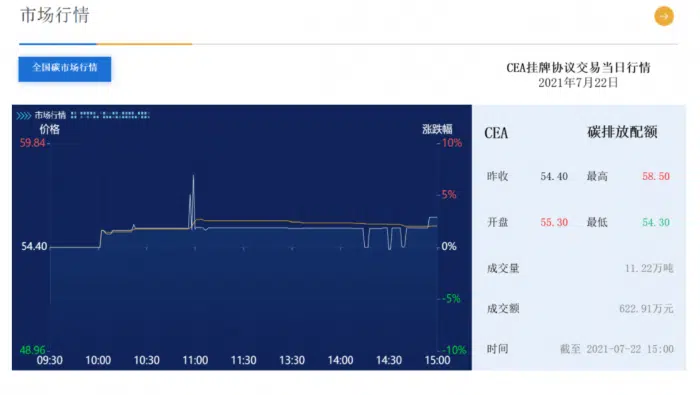 市场行情
全国碳市场行情
CEA挂牌协议交易当日行情
2021年7月22日
市场行情
价格
涨跌幅
59.84
10%
5%
54.40
0%
-5%
48.96
-10%
09:30 10:00 10:30 11:00 11:30 13:30 14:00 14:30 15:00
CEA 碳排放配额
昨收 54.40 最高 58.50
开盘 55.30 最低 54.30
成交量 11.22万吨
成交额 622.91万元
时间 截至 2021-07-22 15:00